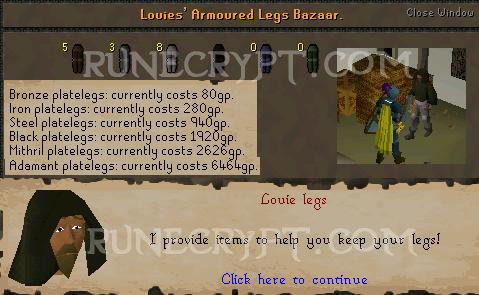 Louies' Armoured Legs Bazaar.
Close Window
5 3 8 0 0
RUNECRYPT.COM
Bronze platelegs: currently costs 80gp.
Iron platelegs: currently costs 280gp.
Steel platelegs: currently costs 940gp.
Black platelegs: currently costs 1920gp.
Mithril platelegs: currently costs 2626gp.
Adamant platelegs: currently costs 6464gp.
Louie legs
RUNECRYPT.COM
I provide items to help you keep your legs!
Click here to continue